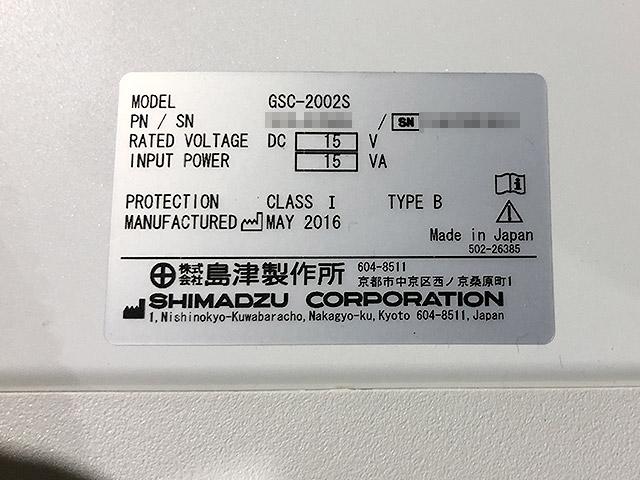 MODEL GSC-2002S
PN / SN / SN
RATED VOLTAGE DC 15 V
INPUT POWER 15 VA
PROTECTION CLASS I TYPE B
MANUFACTURED MAY 2016
Made in Japan
502-26385
株式会社 島津製作所 604-8511
京都市中京区西ノ京桑原町1
SHIMADZU CORPORATION
1, Nishinokyo-Kuwabaracho, Nakagyo-ku, Kyoto 604-8511, Japan